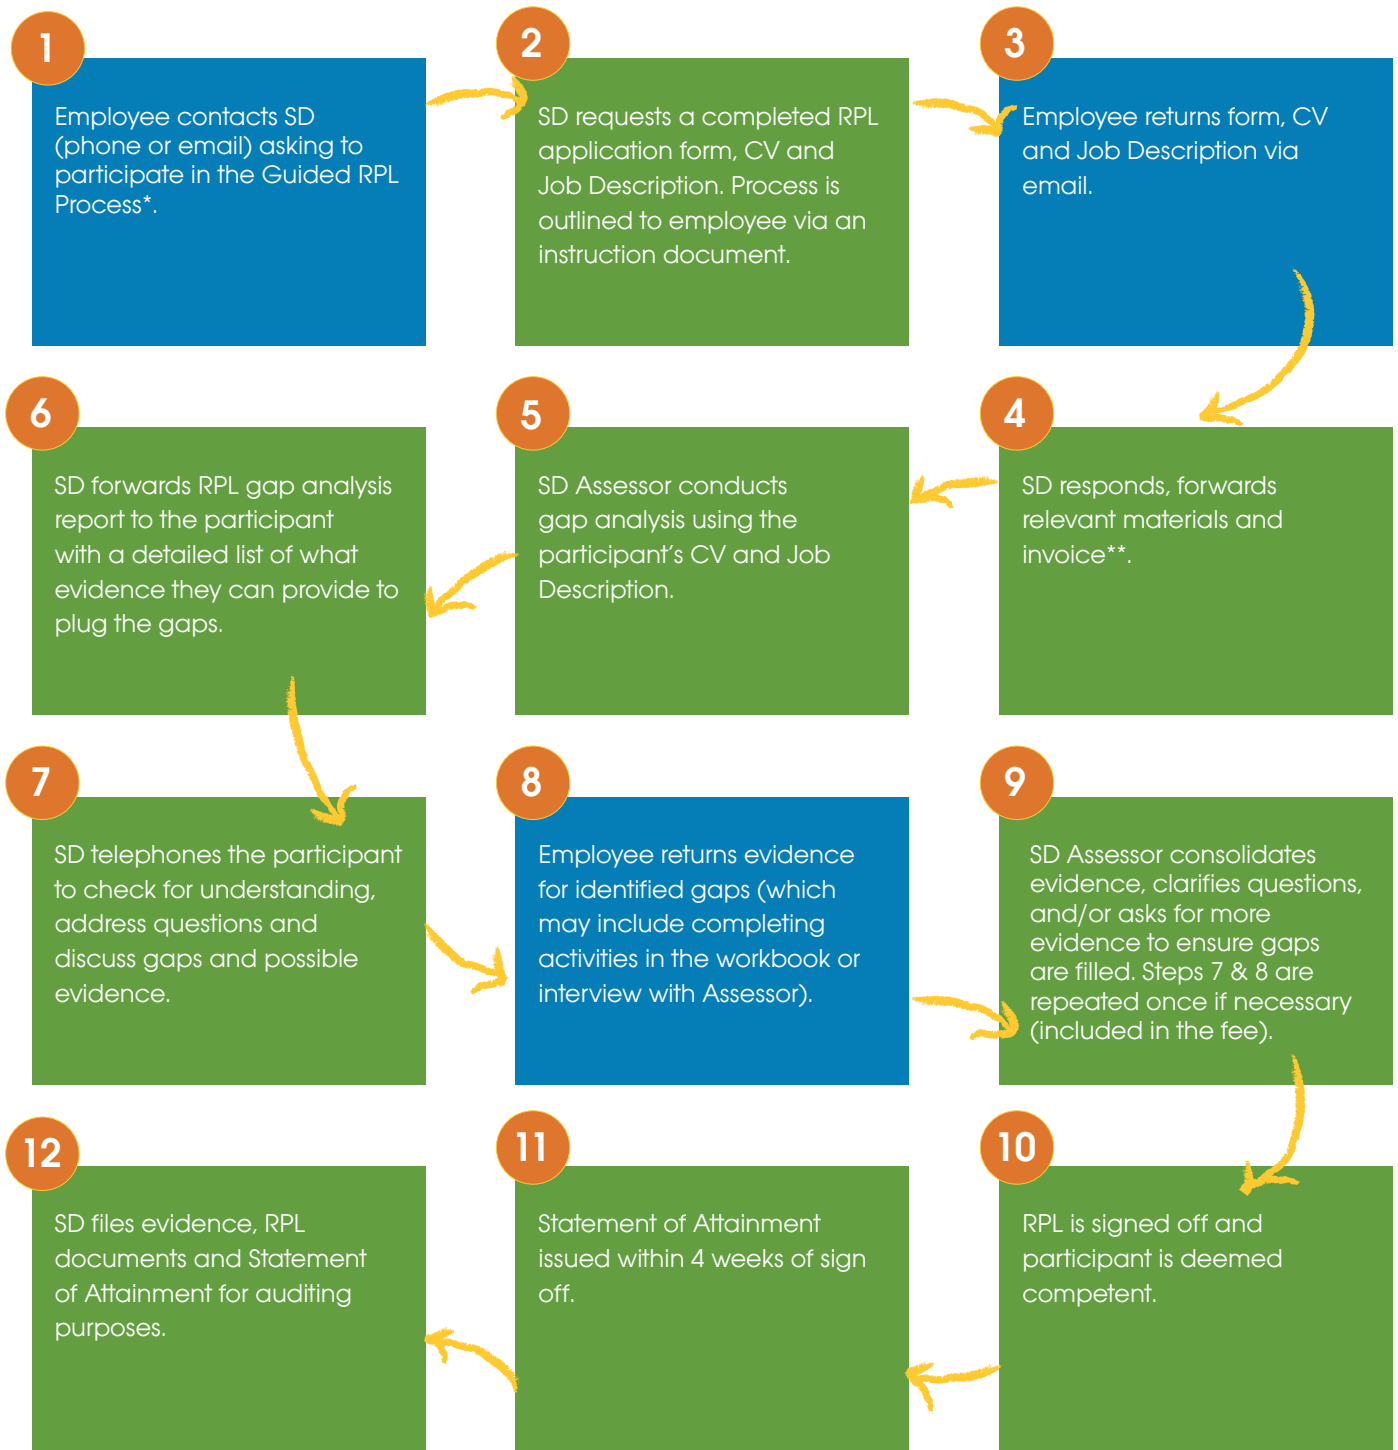 1
Employee contacts SD
(phone or email) asking to
participate in the Guided RPL
Process*.
2
SD requests a completed RPL
application form, CV and
Job Description. Process is
outlined to employee via an
instruction document.
3
Employee returns form, CV
and Job Description via
email.
4
SD responds, forwards
relevant materials and
invoice**.
5
SD Assessor conducts
gap analysis using the
participant's CV and Job
Description.
6
SD forwards RPL gap analysis
report to the participant
with a detailed list of what
evidence they can provide to
plug the gaps.
7
SD telephones the participant
to check for understanding,
address questions and
discuss gaps and possible
evidence.
8
Employee returns evidence
for identified gaps (which
may include completing
activities in the workbook or
interview with Assessor).
9
SD Assessor consolidates
evidence, clarifies questions,
and/or asks for more
evidence to ensure gaps
are filled. Steps 7 & 8 are
repeated once if necessary
(included in the fee).
10
RPL is signed off and
participant is deemed
competent.
11
Statement of Attainment
issued within 4 weeks of sign
off.
12
SD files evidence, RPL
documents and Statement
of Attainment for auditing
purposes.